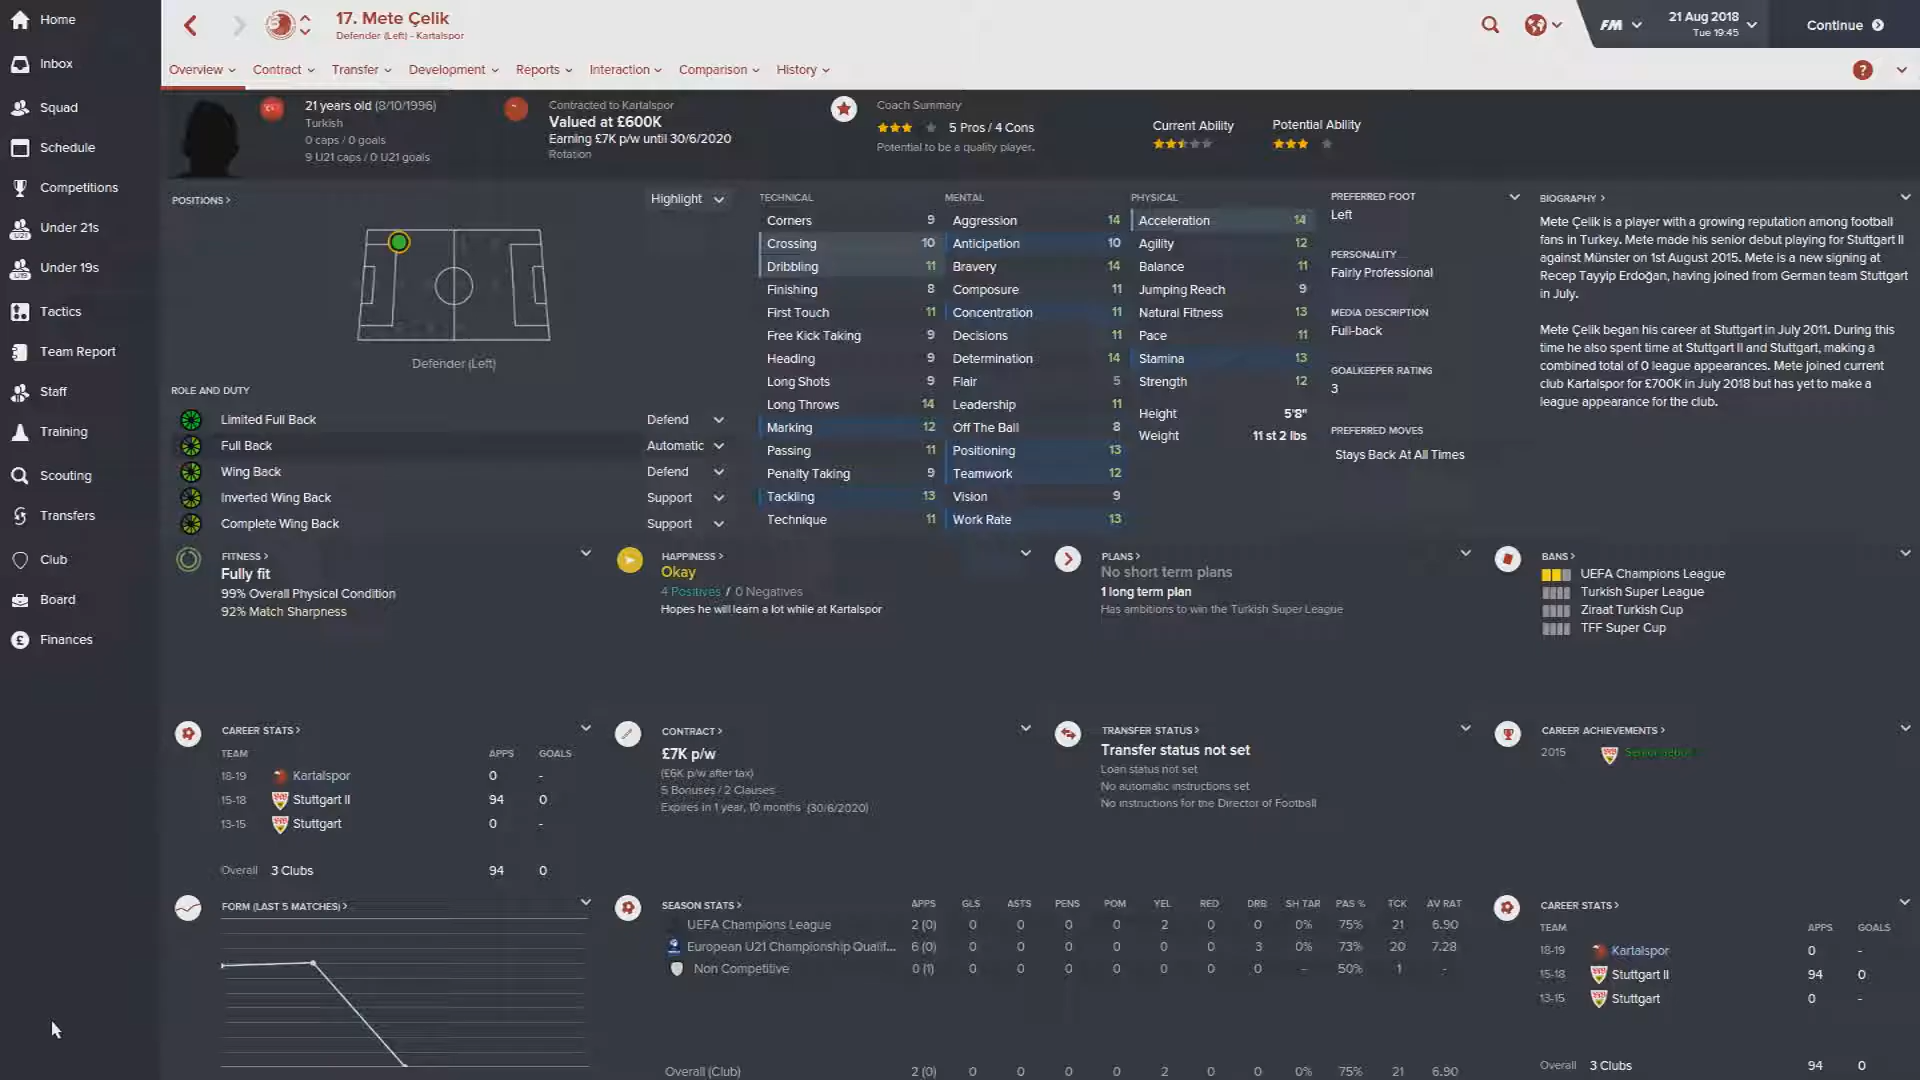 Home
Inbox
Squad
Schedule
Competitions
Under 21s
Under 19s
Tactics
Team Report
Staff
Training
Scouting
Transfers
Club
Board
Finances
17. Mete Çelik
Defender (Left) - Kartalspor
FM
21 Aug 2018
Tue 19:45
Continue
Overview Contract Transfer Development Reports Interaction Comparison History
?
21 years old (8/10/1996)
Turkish
0 caps / 0 goals
9 U21 caps / 0 U21 goals
Contracted to Kartalspor
Valued at £600K
Earning £7K p/w until 30/6/2020
Rotation
Coach Summary
5 Pros / 4 Cons
Potential to be a quality player.
Current Ability
Potential Ability
POSITIONS >
Highlight
Defender (Left)
ROLE AND DUTY
Limited Full Back Defend
Full Back Automatic
Wing Back Defend
Inverted Wing Back Support
Complete Wing Back Support
TECHNICAL
Corners 9
Crossing 10
Dribbling 11
Finishing 8
First Touch 11
Free Kick Taking 9
Heading 9
Long Shots 9
Long Throws 14
Marking 12
Passing 11
Penalty Taking 9
Tackling 13
Technique 11
MENTAL
Aggression 14
Anticipation 10
Bravery 14
Composure 11
Concentration 11
Decisions 11
Determination 14
Flair 5
Leadership 11
Off The Ball 8
Positioning 13
Teamwork 12
Vision 9
Work Rate 13
PHYSICAL
Acceleration 14
Agility 12
Balance 11
Jumping Reach 9
Natural Fitness 13
Pace 11
Stamina 13
Strength 12
Height 5'8"
Weight 11 st 2 lbs
PREFERRED FOOT
Left
PERSONALITY
Fairly Professional
MEDIA DESCRIPTION
Full-back
GOALKEEPER RATING
3
PREFERRED MOVES
Stays Back At All Times
BIOGRAPHY >
Mete Çelik is a player with a growing reputation among football
fans in Turkey. Mete made his senior debut playing for Stuttgart II
against Münster on 1st August 2015. Mete is a new signing at
Recep Tayyip Erdoğan, having joined from German team Stuttgart
in July.
Mete Çelik began his career at Stuttgart in July 2011. During this
time he also spent time at Stuttgart II and Stuttgart, making a
combined total of 0 league appearances. Mete joined current
club Kartalspor for £700K in July 2018 but has yet to make a
league appearance for the club.
FITNESS >
Fully fit
99% Overall Physical Condition
92% Match Sharpness
HAPPINESS >
Okay
4 Positives / 0 Negatives
Hopes he will learn a lot while at Kartalspor
PLANS >
No short term plans
1 long term plan
Has ambitions to win the Turkish Super League
BANS >
UEFA Champions League
Turkish Super League
Ziraat Turkish Cup
TFF Super Cup
CAREER STATS >
TEAM APPS GOALS
18-19 Kartalspor 0 -
15-18 Stuttgart II 94 0
13-15 Stuttgart 0 -
Overall 3 Clubs 94 0
CONTRACT >
£7K p/w
(£6K p/w after tax)
5 Bonuses / 2 Clauses
Expires in 1 year, 10 months (30/6/2020)
TRANSFER STATUS >
Transfer status not set
Loan status not set
No automatic instructions set
No instructions for the Director of Football
CAREER ACHIEVEMENTS >
2015 Senior debut
FORM (LAST 5 MATCHES) >
SEASON STATS > APPS GLS ASTS PENS POM YEL RED DRB SH TAR PAS % TCK AV RAT
UEFA Champions League 2 (0) 0 0 0 0 2 0 0 0% 75% 21 6.90
European U21 Championship Qualif... 6 (0) 0 0 0 0 0 0 3 0% 73% 20 7.28
Non Competitive 0 (1) 0 0 0 0 0 0 0 - 50% 1 -
Overall (Club) 2 (0) 0 0 0 0 2 0 0 0% 75% 21 6.90
CAREER STATS >
TEAM APPS GOALS
18-19 Kartalspor 0 -
15-18 Stuttgart II 94 0
13-15 Stuttgart 0 -
Overall 3 Clubs 94 0